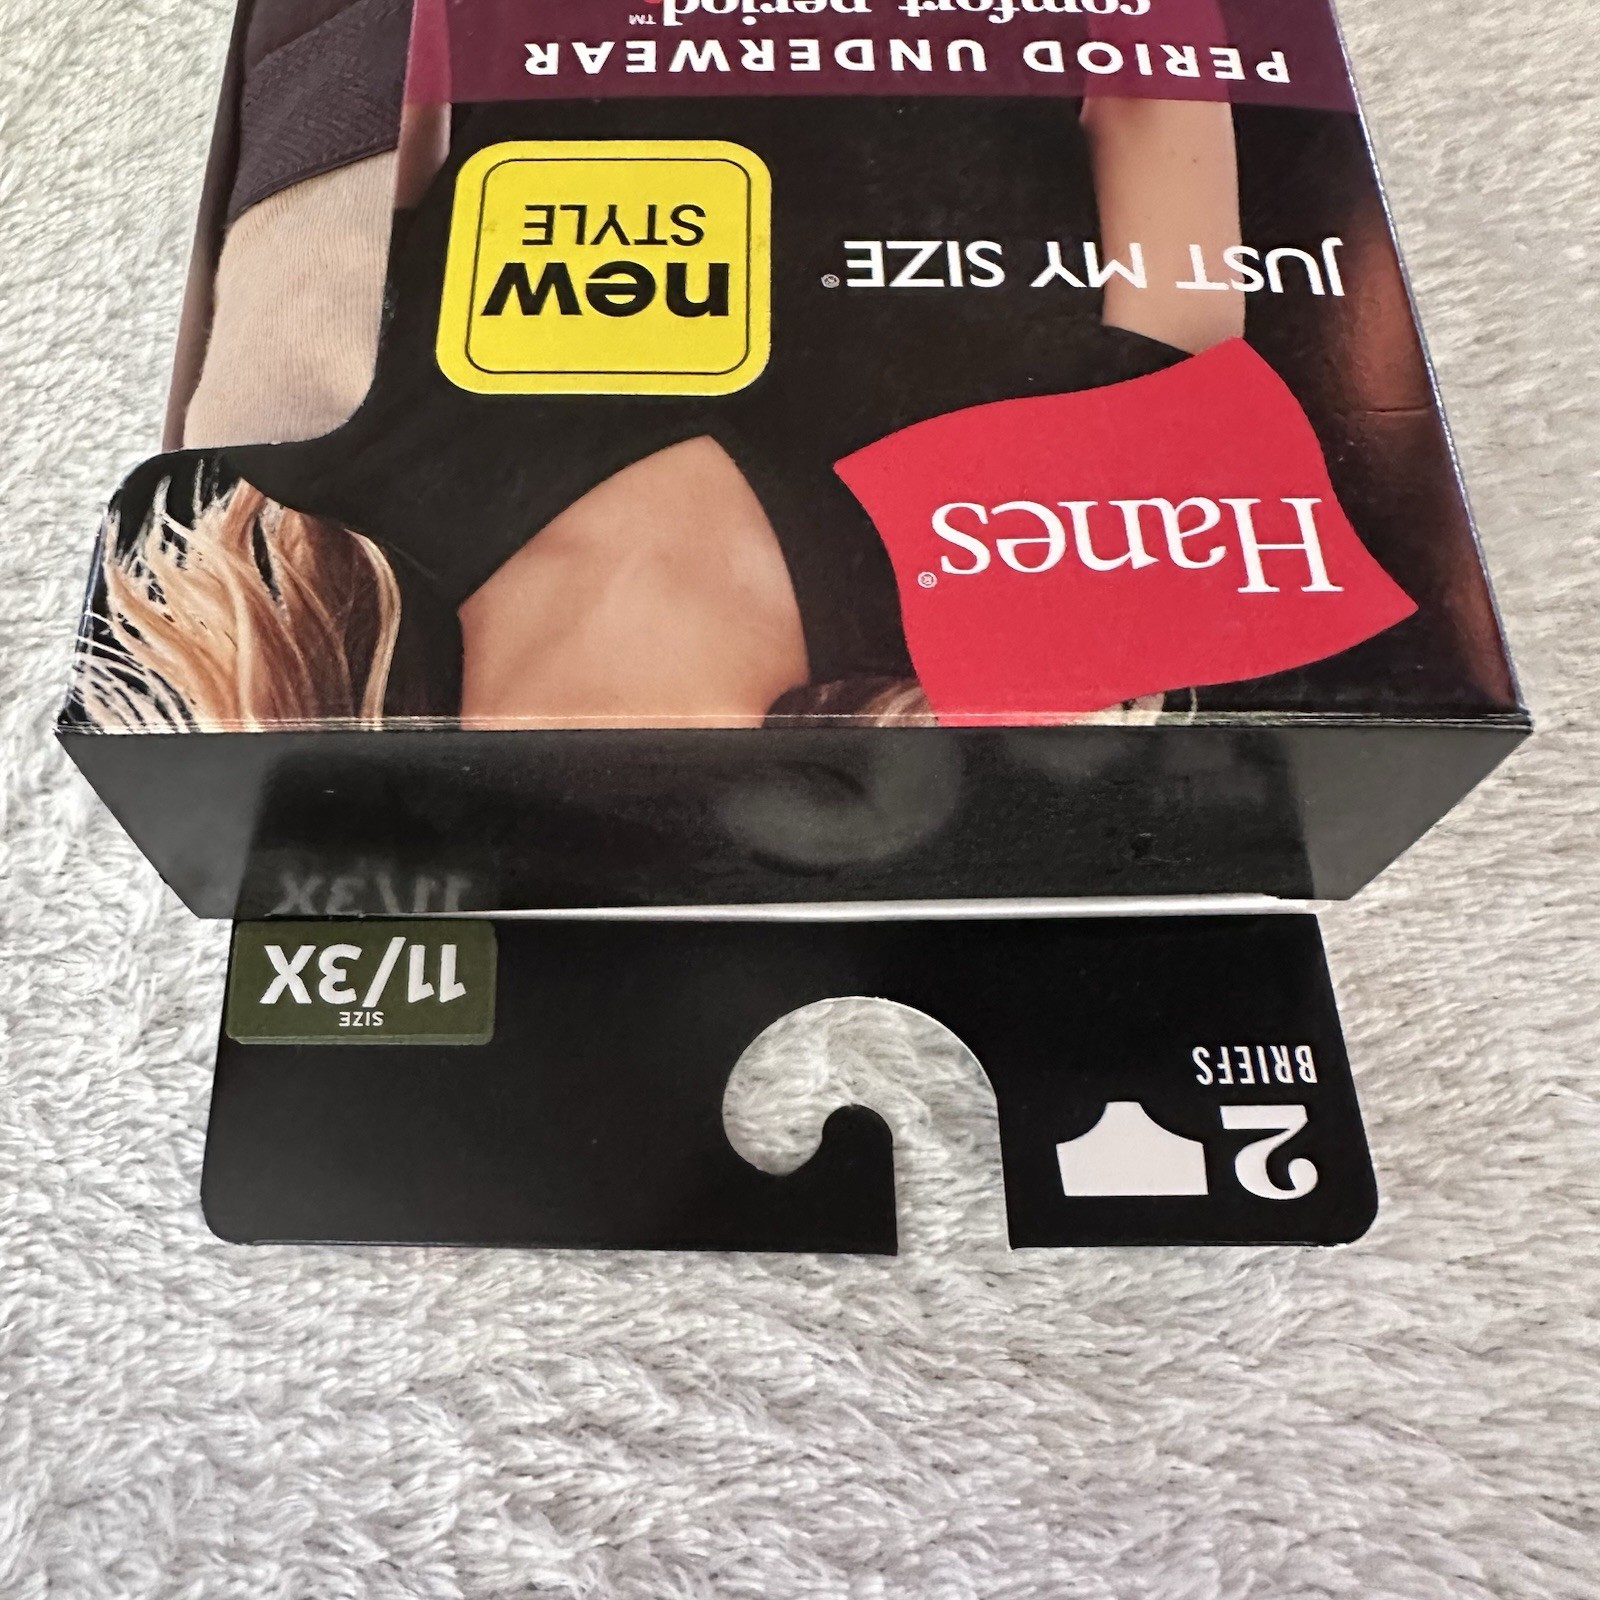 2
BRIEFS
SIZE
11/3X
11/3X
Hanes®
JUST MY SIZE®
new
STYLE
PERIOD UNDERWEAR
comfort period™